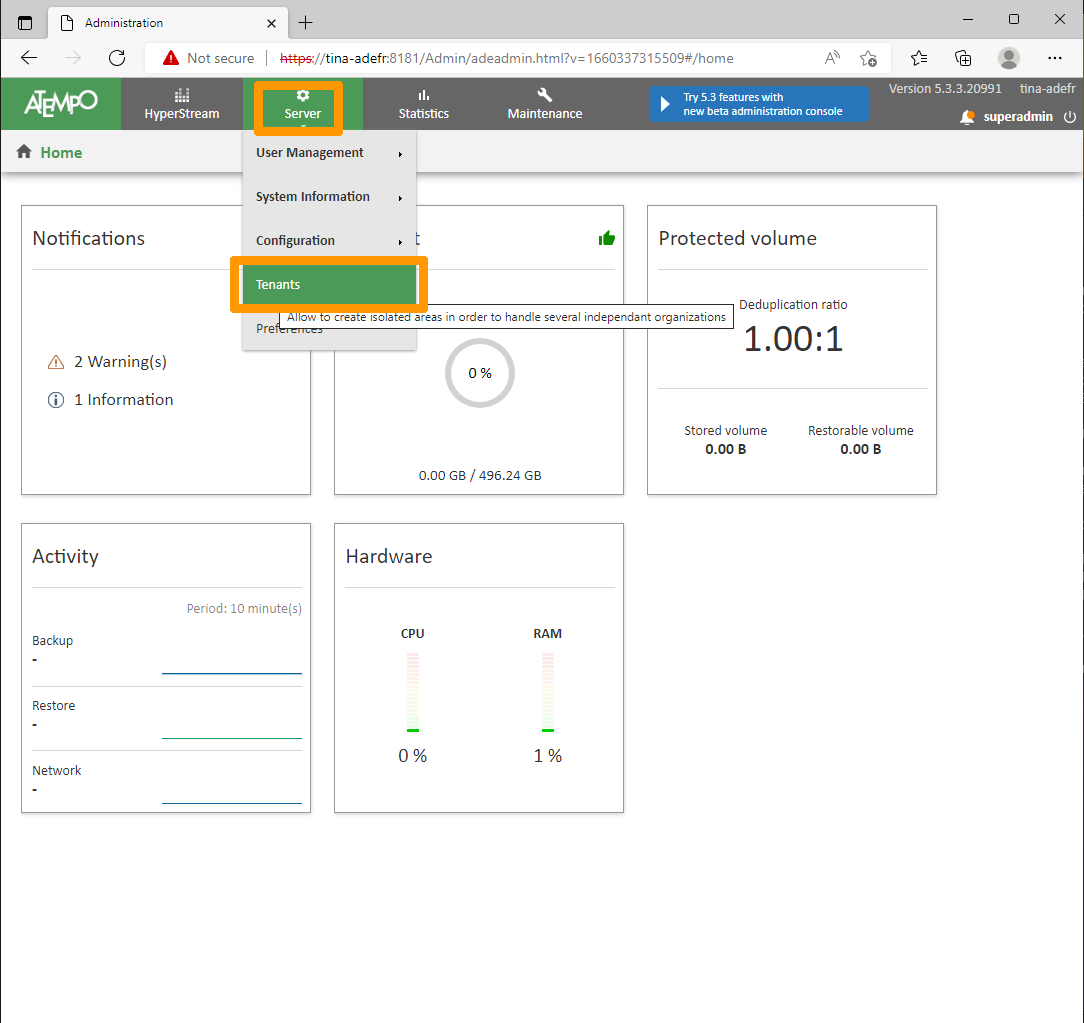 Administration
Not secure
https://tina-adefr:8181/Admin/adeadmin.html?v=1660337315509#/home
ATEMPO
HyperStream
Server
Statistics
Maintenance
Try 5.3 features with
new beta administration console
Version 5.3.3.20991 tina-adefr
superadmin
Home
User Management
System Information
Configuration
Tenants
Allow to create isolated areas in order to handle several independant organizations
Preferences
Notifications
2 Warning(s)
1 Information
t
0 %
0.00 GB / 496.24 GB
Protected volume
Deduplication ratio
1.00:1
Stored volume
0.00 B
Restorable volume
0.00 B
Activity
Period: 10 minute(s)
Backup
-
Restore
-
Network
-
Hardware
CPU
0 %
RAM
1 %